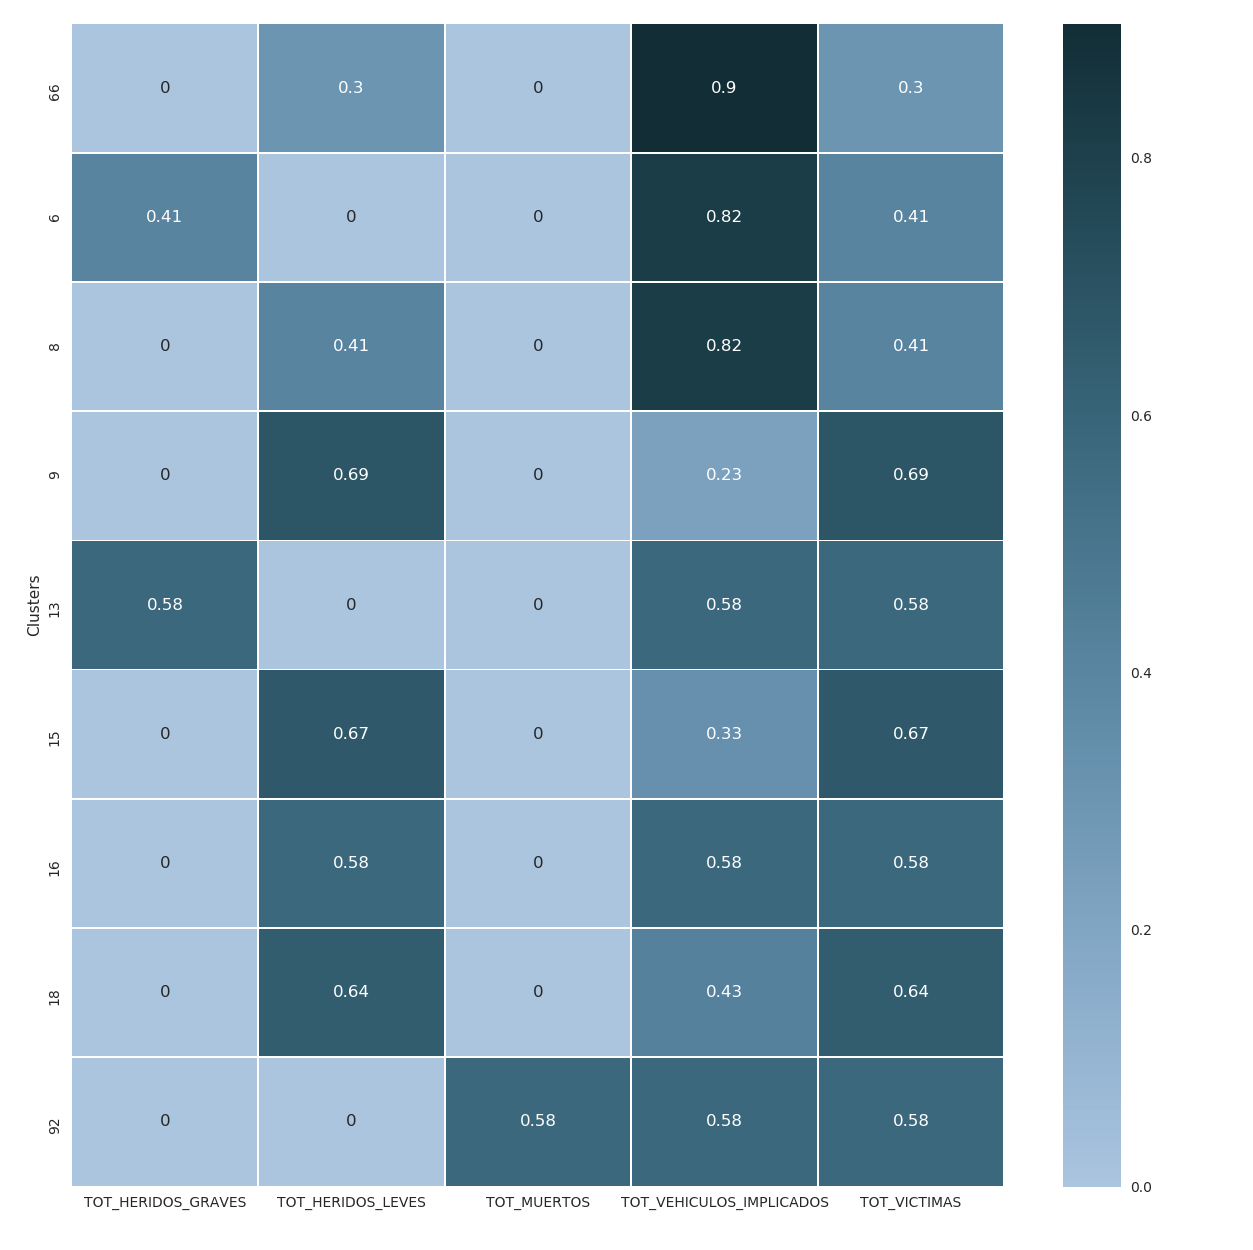 66 0 0.3 0 0.9 0.3
6 0.41 0 0 0.82 0.41
8 0 0.41 0 0.82 0.41
9 0 0.69 0 0.23 0.69
13 0.58 0 0 0.58 0.58
15 0 0.67 0 0.33 0.67
16 0 0.58 0 0.58 0.58
18 0 0.64 0 0.43 0.64
92 0 0 0.58 0.58 0.58
Clusters
TOT_HERIDOS_GRAVES TOT_HERIDOS_LEVES TOT_MUERTOS TOT_VEHICULOS_IMPLICADOS TOT_VICTIMAS
0.8
0.6
0.4
0.2
0.0